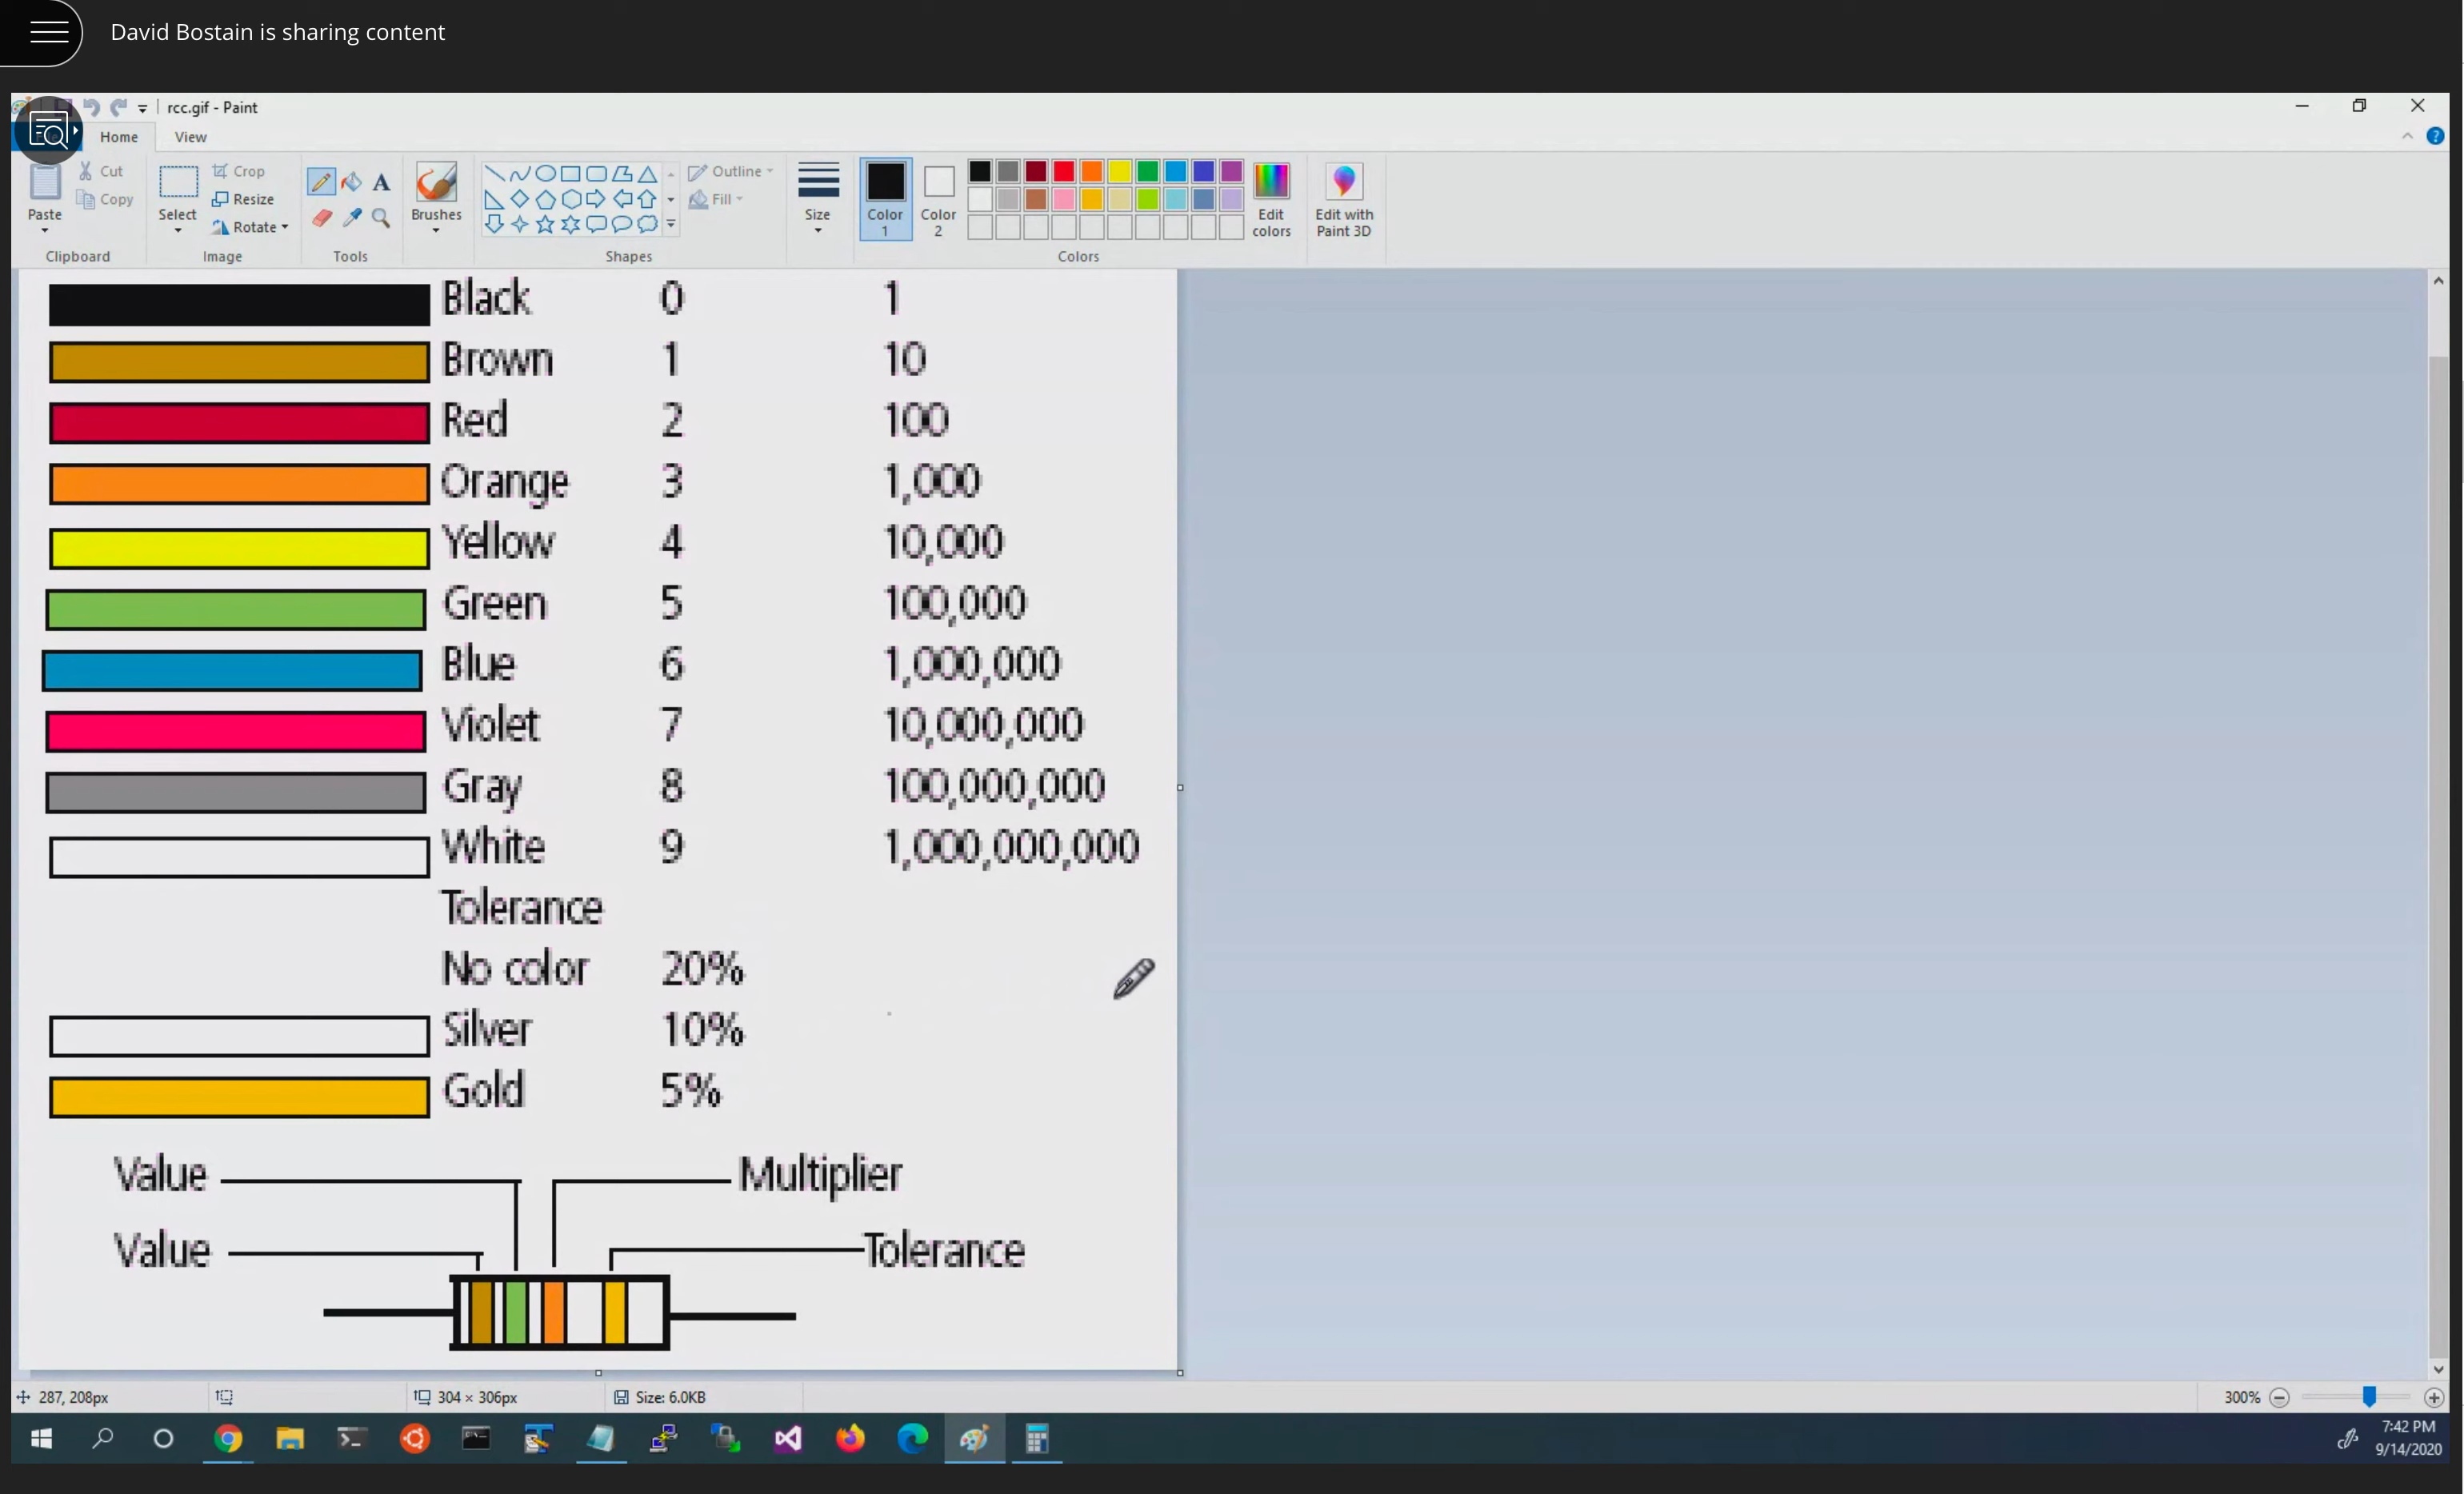 David Bostain is sharing content
rcc.gif - Paint
Home View
Cut
Copy
Paste
Clipboard
Select
Crop
Resize
Rotate
Image
A
Tools
Brushes
Outline
Fill
Shapes
Size
Color 1
Color 2
Edit colors
Colors
Edit with Paint 3D
Black 0 1
Brown 1 10
Red 2 100
Orange 3 1,000
Yellow 4 10,000
Green 5 100,000
Blue 6 1,000,000
Violet 7 10,000,000
Gray 8 100,000,000
White 9 1,000,000,000
Tolerance
No color 20%
Silver 10%
Gold 5%
Value Multiplier
Value Tolerance
287, 208px 304 × 306px Size: 6.0KB 300%
7:42 PM
9/14/2020